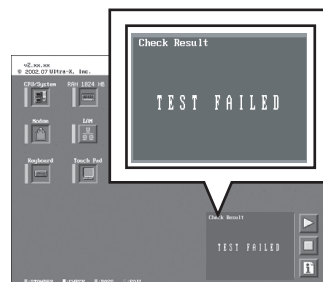 Check Result
TEST FAILED
v2.xx.xx
© 2002.07 Ultra-X, Inc.
CPU/System RAM 1024 MB
Modem LAN
Keyboard Touch Pad
Check Result
TEST FAILED